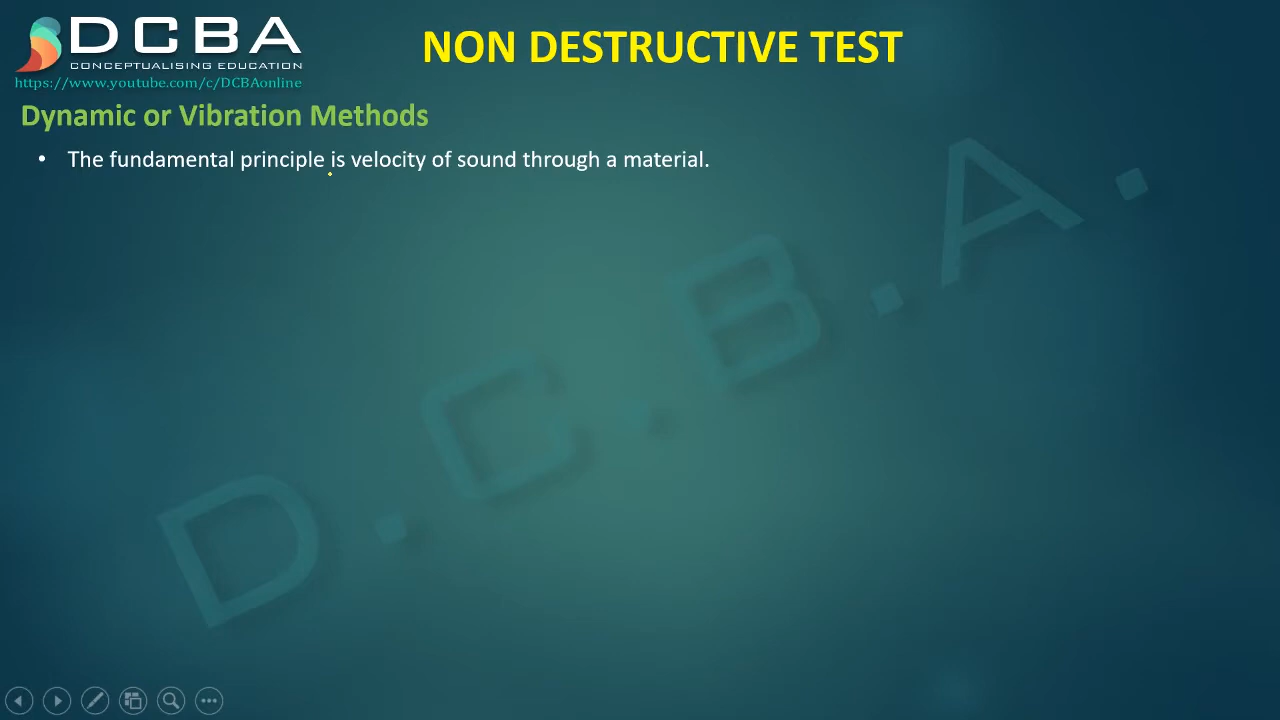 DCBA
CONCEPTUALISING EDUCATION
https://www.youtube.com/c/DCBAonline
NON DESTRUCTIVE TEST
Dynamic or Vibration Methods
• The fundamental principle is velocity of sound through a material.
D.C.B.A.